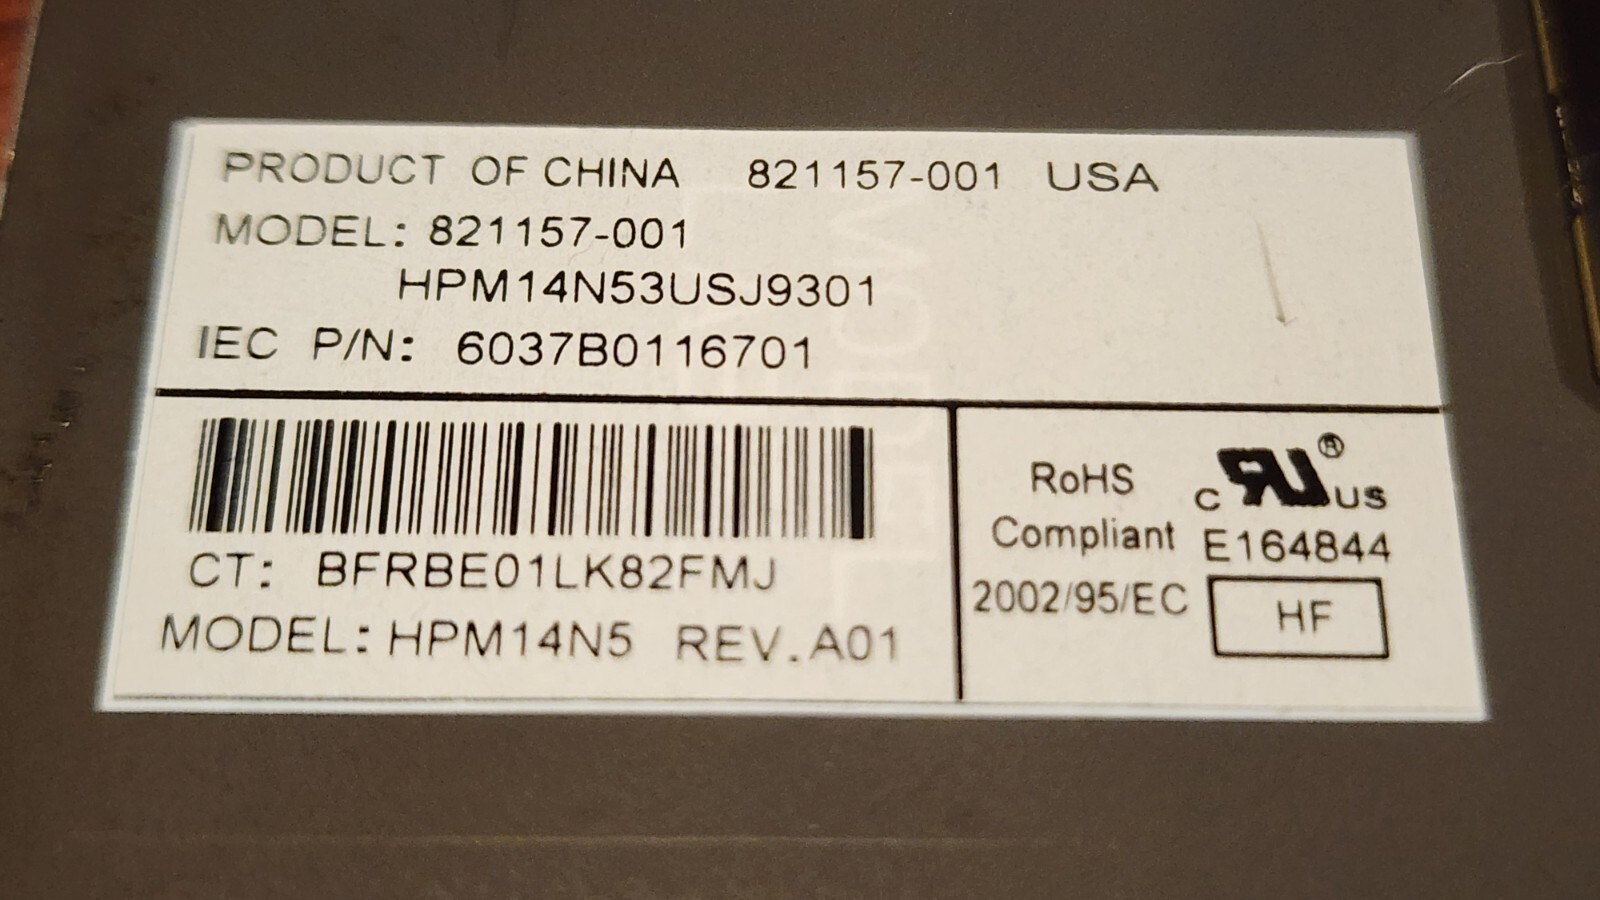 PRODUCT OF CHINA 821157-001 USA
MODEL: 821157-001
HPM14N53USJ9301
IEC P/N: 6037B0116701
CT: BFRBE01LK82FMJ
MODEL: HPM14N5 REV.A01
RoHS
Compliant
2002/95/EC
c RU US ®
E164844
HF